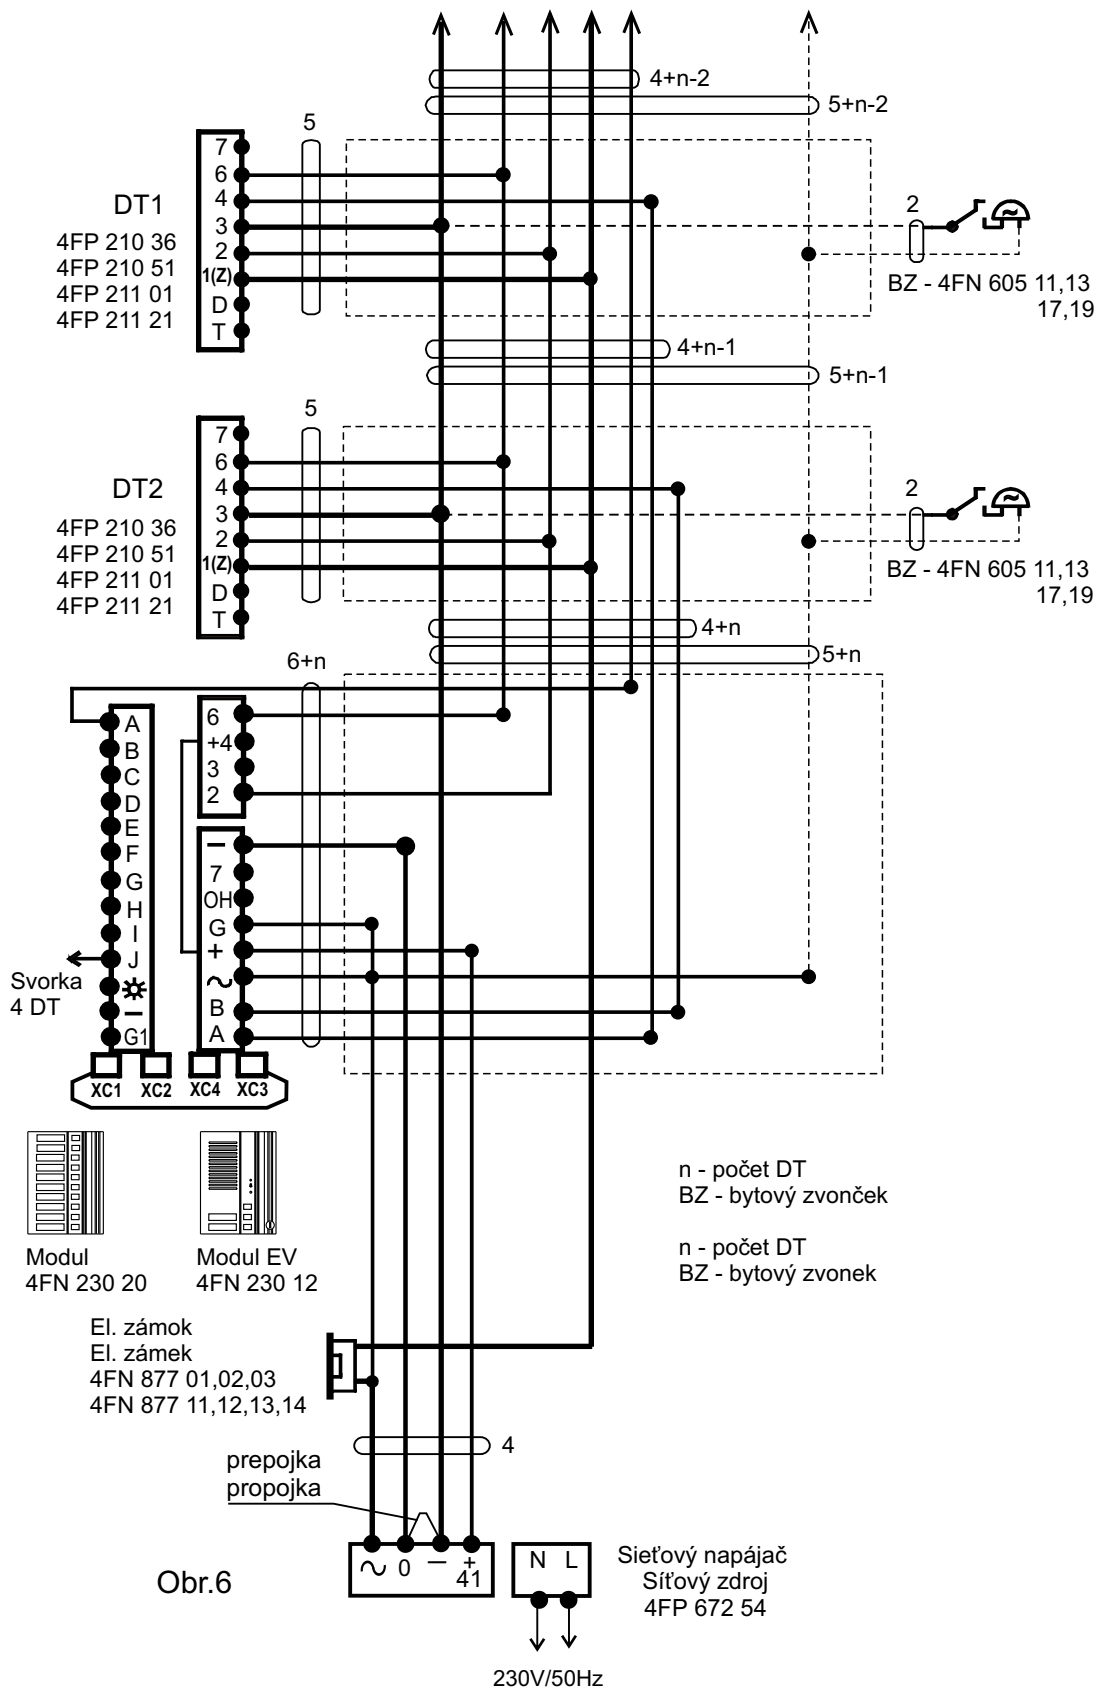 4+n-2
5+n-2
5
7
6
4
3
2
1(Z)
D
T
DT1
4FP 210 36
4FP 210 51
4FP 211 01
4FP 211 21
2
BZ - 4FN 605 11,13
17,19
4+n-1
5+n-1
5
7
6
4
3
2
1(Z)
D
T
DT2
4FP 210 36
4FP 210 51
4FP 211 01
4FP 211 21
2
BZ - 4FN 605 11,13
17,19
4+n
5+n
6+n
A
B
C
D
E
F
G
H
I
J
–
G1
Svorka
4 DT
6
+4
3
2
–
7
OH
G
+
~
B
A
XC1 XC2 XC4 XC3
Modul
4FN 230 20
Modul EV
4FN 230 12
n - počet DT
BZ - bytový zvonček
n - počet DT
BZ - bytový zvonek
El. zámok
El. zámek
4FN 877 01,02,03
4FN 877 11,12,13,14
4
prepojka
propojka
~ 0 – +
41
N L
Sieťový napájač
Síťový zdroj
4FP 672 54
Obr.6
230V/50Hz